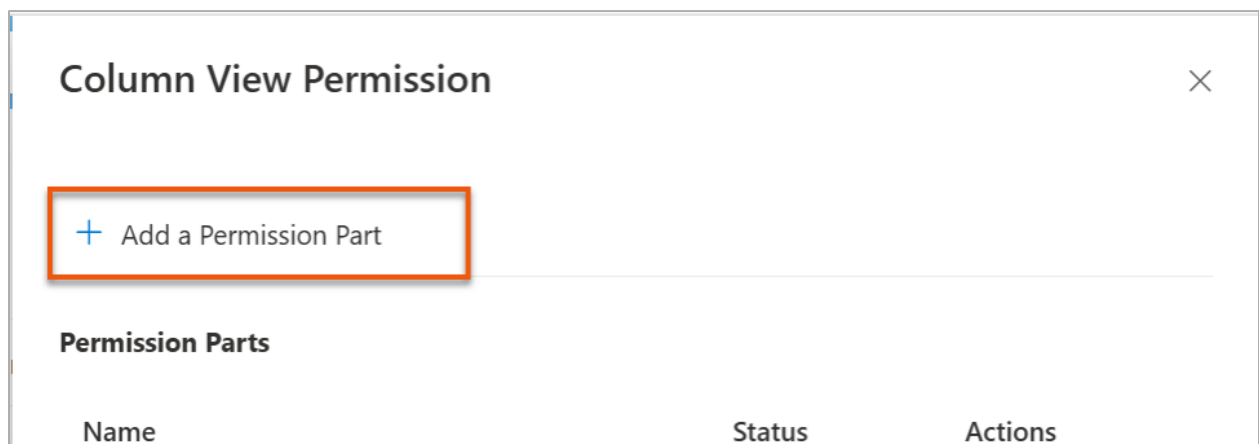 Column View Permission
+ Add a Permission Part
Permission Parts
Name Status Actions